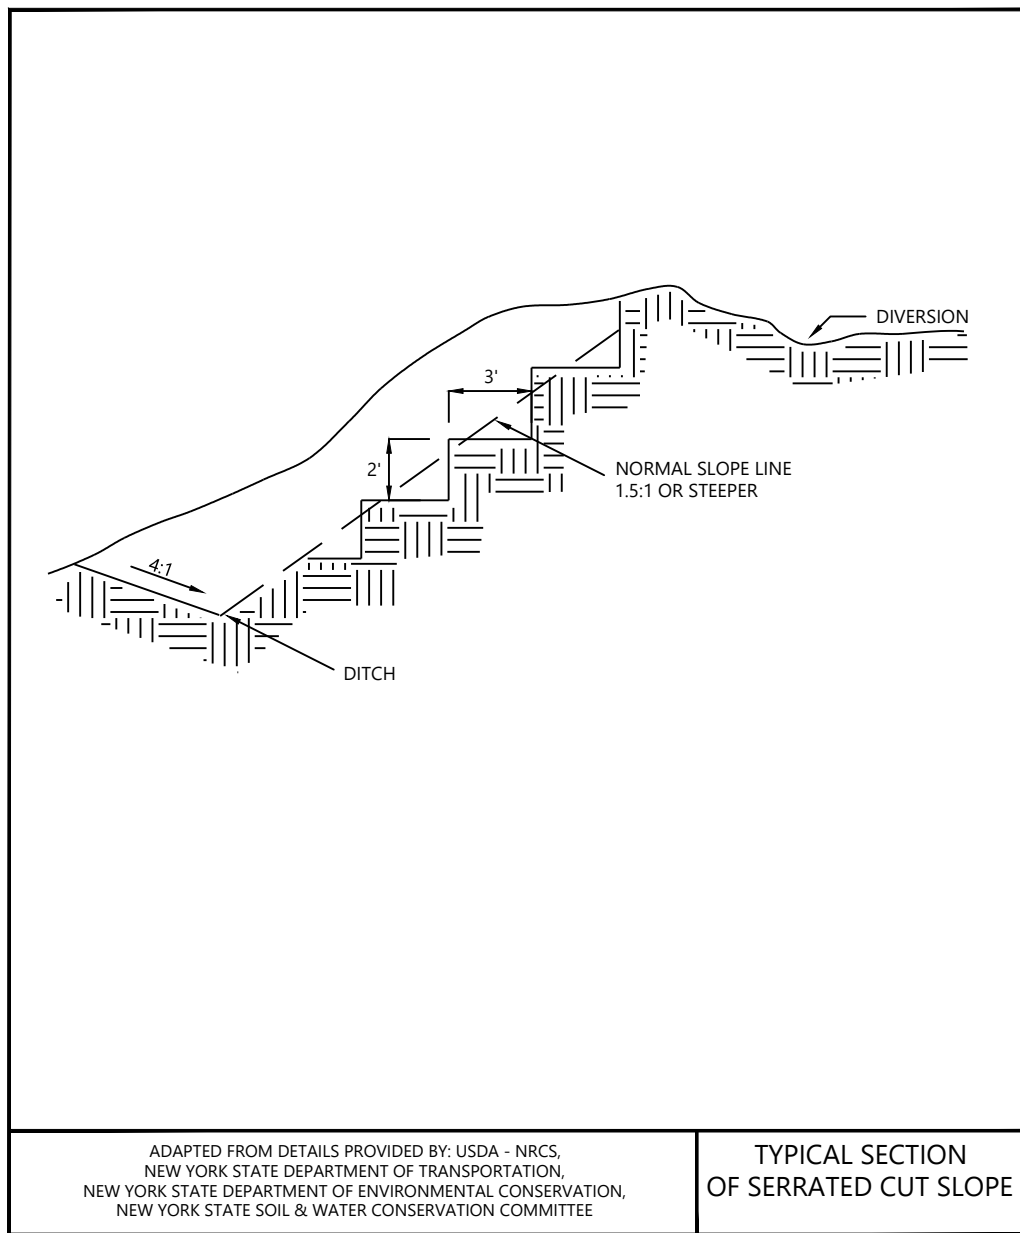 DIVERSION
3'
2'
NORMAL SLOPE LINE
1.5:1 OR STEEPER
4:1
DITCH
ADAPTED FROM DETAILS PROVIDED BY: USDA - NRCS,
NEW YORK STATE DEPARTMENT OF TRANSPORTATION,
NEW YORK STATE DEPARTMENT OF ENVIRONMENTAL CONSERVATION,
NEW YORK STATE SOIL & WATER CONSERVATION COMMITTEE
TYPICAL SECTION
OF SERRATED CUT SLOPE